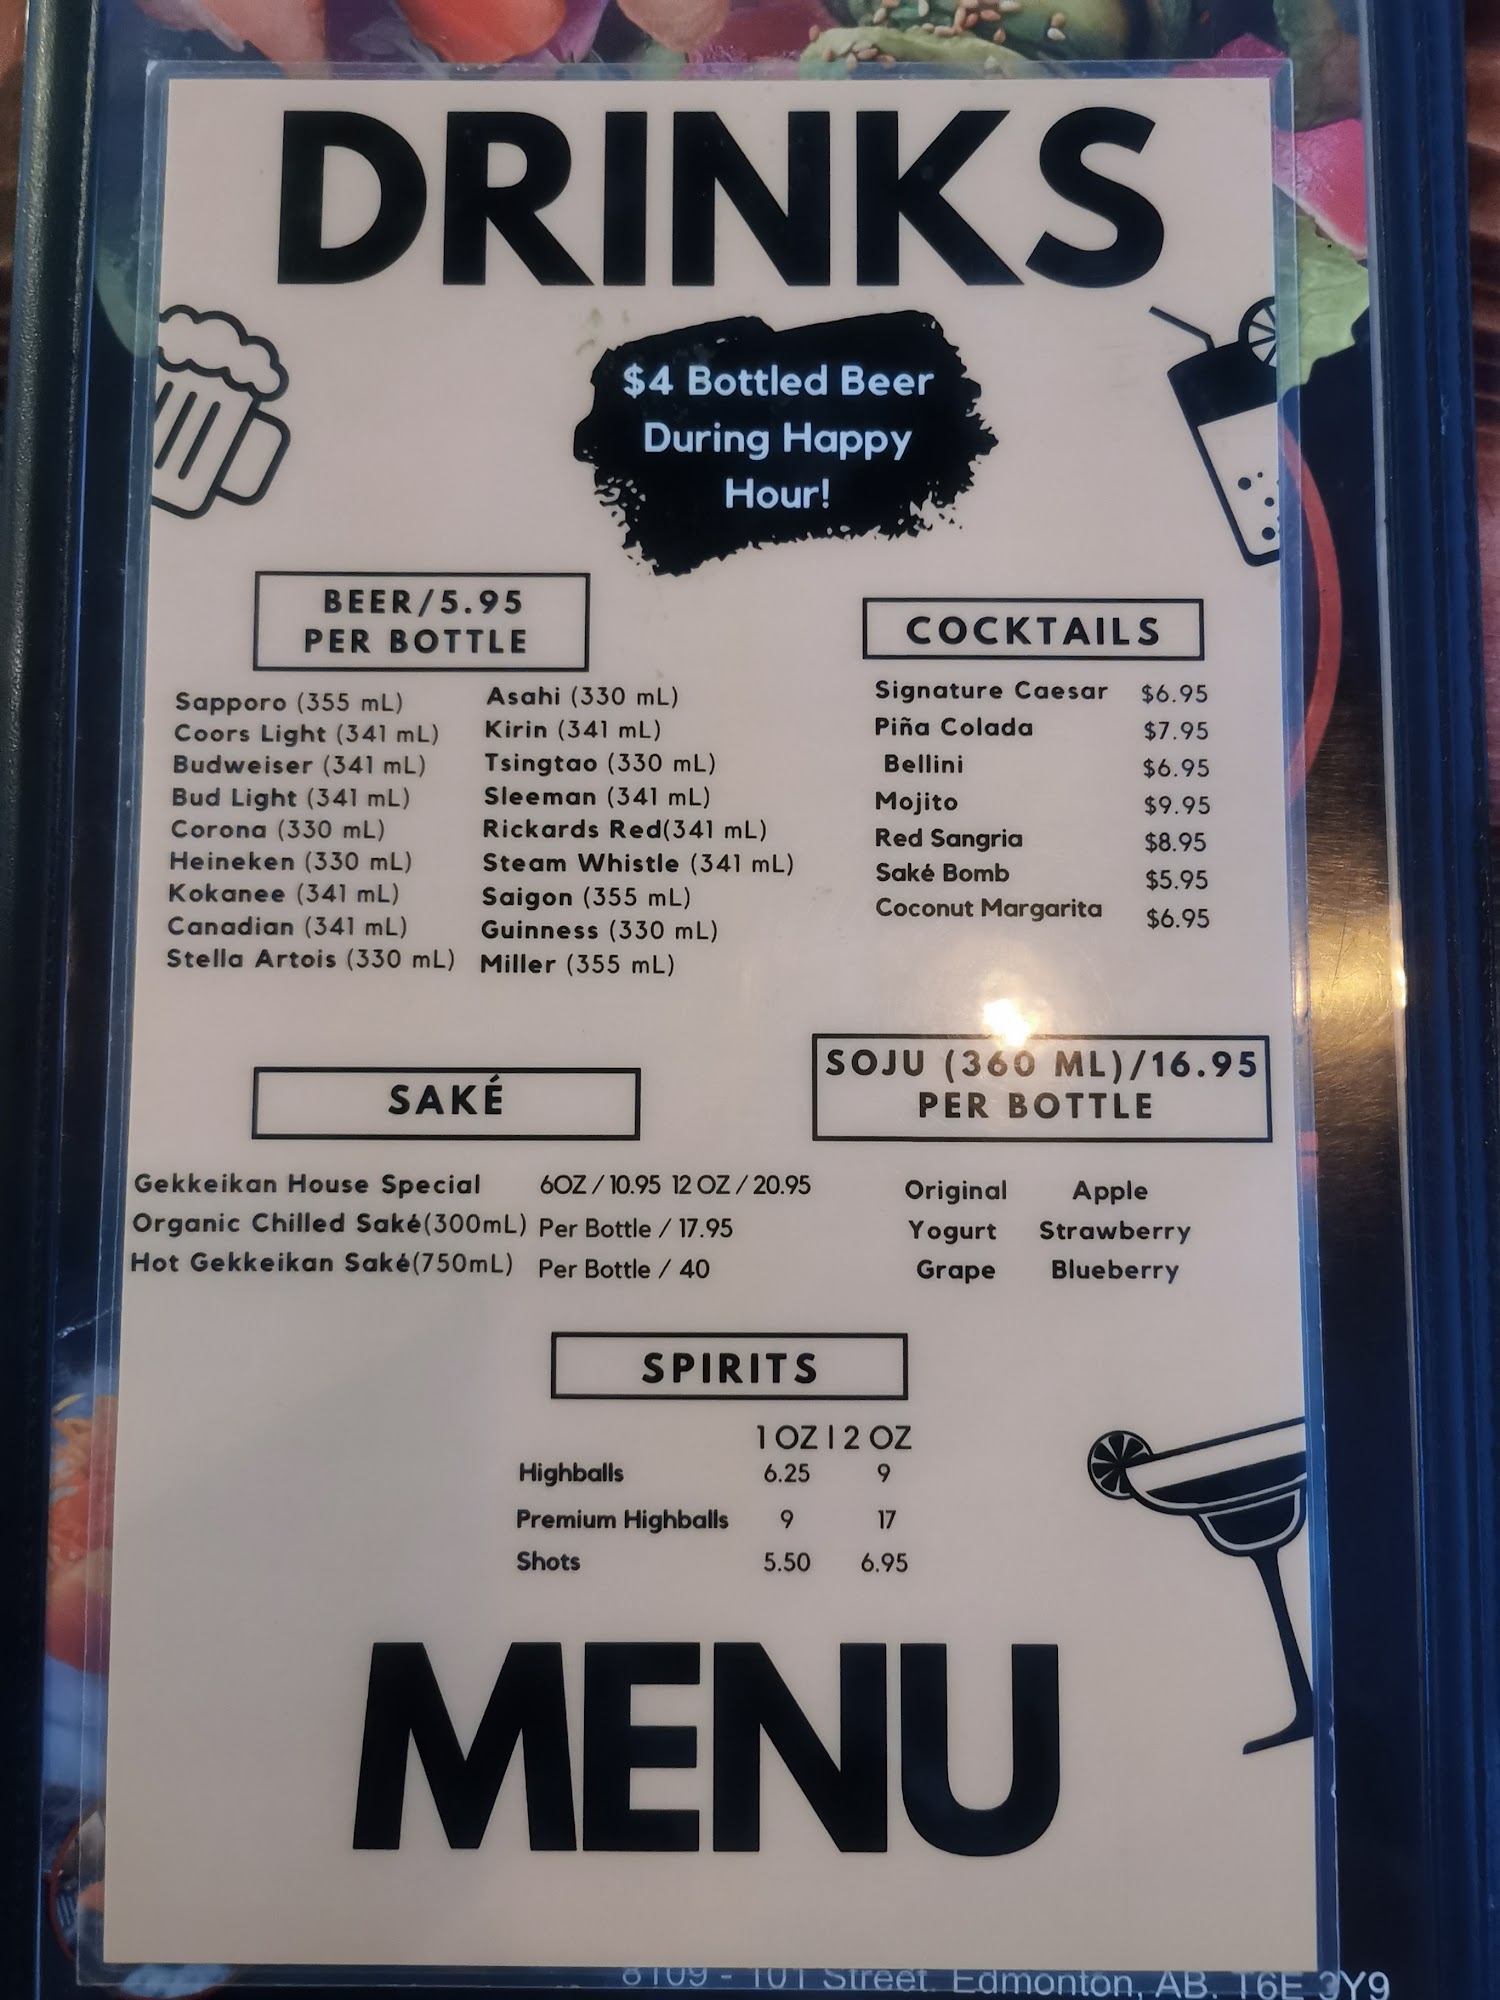 DRINKS
$4 Bottled Beer
During Happy
Hour!
BEER/5.95
PER BOTTLE
Sapporo (355 mL)
Coors Light (341 mL)
Budweiser (341 mL)
Bud Light (341 mL)
Corona (330 mL)
Heineken (330 mL)
Kokanee (341 mL)
Canadian (341 mL)
Stella Artois (330 mL)
Asahi (330 mL)
Kirin (341 mL)
Tsingtao (330 mL)
Sleeman (341 mL)
Rickards Red(341 mL)
Steam Whistle (341 mL)
Saigon (355 mL)
Guinness (330 mL)
Miller (355 mL)
COCKTAILS
Signature Caesar $6.95
Piña Colada $7.95
Bellini $6.95
Mojito $9.95
Red Sangria $8.95
Saké Bomb $5.95
Coconut Margarita $6.95
SAKÉ
Gekkeikan House Special 6OZ / 10.95 12 OZ / 20.95
Organic Chilled Saké(300mL) Per Bottle / 17.95
Hot Gekkeikan Saké(750mL) Per Bottle / 40
SOJU (360 ML)/16.95
PER BOTTLE
Original Apple
Yogurt Strawberry
Grape Blueberry
SPIRITS
1 OZ | 2 OZ
Highballs 6.25 9
Premium Highballs 9 17
Shots 5.50 6.95
MENU
8109 - 101 Street. Edmonton, AB. T6E 3Y9